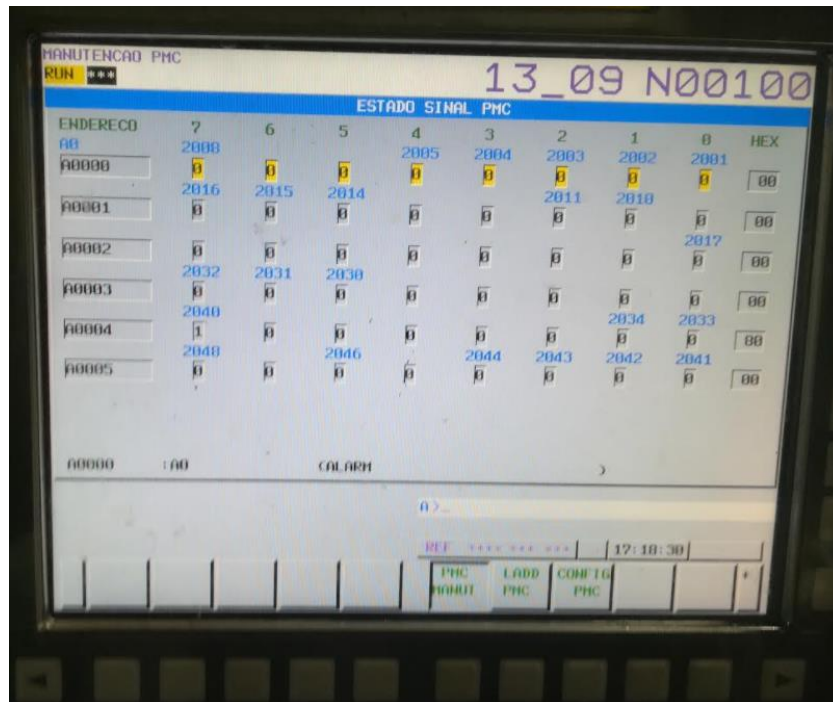 MANUTENCAO PMC
RUN ***
13_09 N00100
ESTADO SINAL PMC
ENDERECO 7 6 5 4 3 2 1 0 HEX
A0 2008 2005 2004 2003 2002 2001
A0000 0 0 0 0 0 0 0 0 00
2016 2015 2014 2011 2010
A0001 0 0 0 0 0 0 0 0 00
2017
A0002 0 0 0 0 0 0 0 0 00
2032 2031 2030
A0003 0 0 0 0 0 0 0 0 00
2040 2034 2033
A0004 1 0 0 0 0 0 0 0 80
2048 2046 2044 2043 2042 2041
A0005 0 0 0 0 0 0 0 0 00
A0000 :A0 (ALARM )
A>_
REF **** *** *** 17:18:30
PMC MANUT LADD PMC CONFIG PMC +